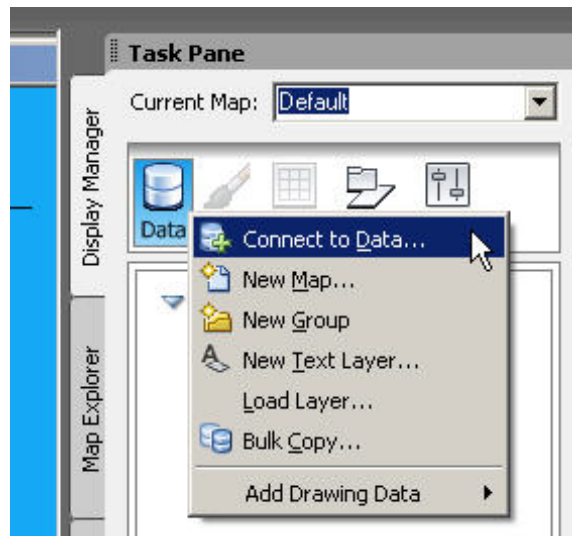 Task Pane
Current Map: Default
Display Manager
Data
Connect to Data...
New Map...
New Group
New Text Layer...
Load Layer...
Bulk Copy...
Add Drawing Data
Map Explorer